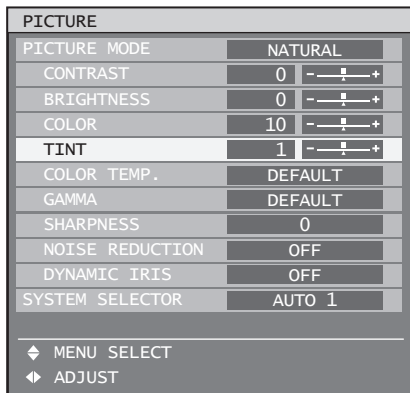 PICTURE
PICTURE MODE NATURAL
CONTRAST 0 - +
BRIGHTNESS 0 - +
COLOR 10 - +
TINT 1 - +
COLOR TEMP. DEFAULT
GAMMA DEFAULT
SHARPNESS 0
NOISE REDUCTION OFF
DYNAMIC IRIS OFF
SYSTEM SELECTOR AUTO 1
MENU SELECT
ADJUST